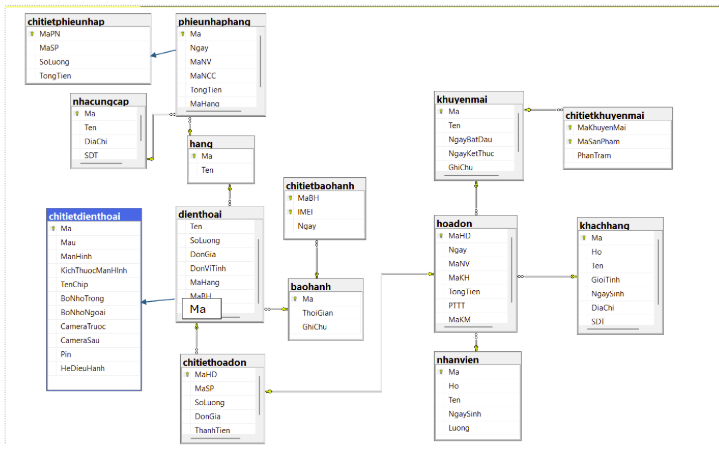 chitietphieunhap
MaPN
MaSP
SoLuong
TongTien
phieunhaphang
Ma
Ngay
MaNV
MaNCC
TongTien
MaHang
nhacungcap
Ma
Ten
DiaChi
SDT
hang
Ma
Ten
chitietdienthoai
Ma
Mau
ManHinh
KichThuocManHInh
TenChip
BoNhoTrong
BoNhoNgoai
CameraTruoc
CameraSau
Pin
HeDieuHanh
dienthoai
Ten
SoLuong
DonGia
DonViTinh
MaHang
MaBH
Ma
chitietbaohanh
MaBH
IMEI
Ngay
baohanh
Ma
ThoiGian
GhiChu
chitiethoadon
MaHD
MaSP
SoLuong
DonGia
ThanhTien
khuyenmai
Ma
Ten
NgayBatDau
NgayKetThuc
GhiChu
chitietkhuyenmai
MaKhuyenMai
MaSanPham
PhanTram
hoadon
MaHD
Ngay
MaNV
MaKH
TongTien
PTTT
MaKM
khachhang
Ma
Ho
Ten
GioiTinh
NgaySinh
DiaChi
SDT
nhanvien
Ma
Ho
Ten
NgaySinh
Luong